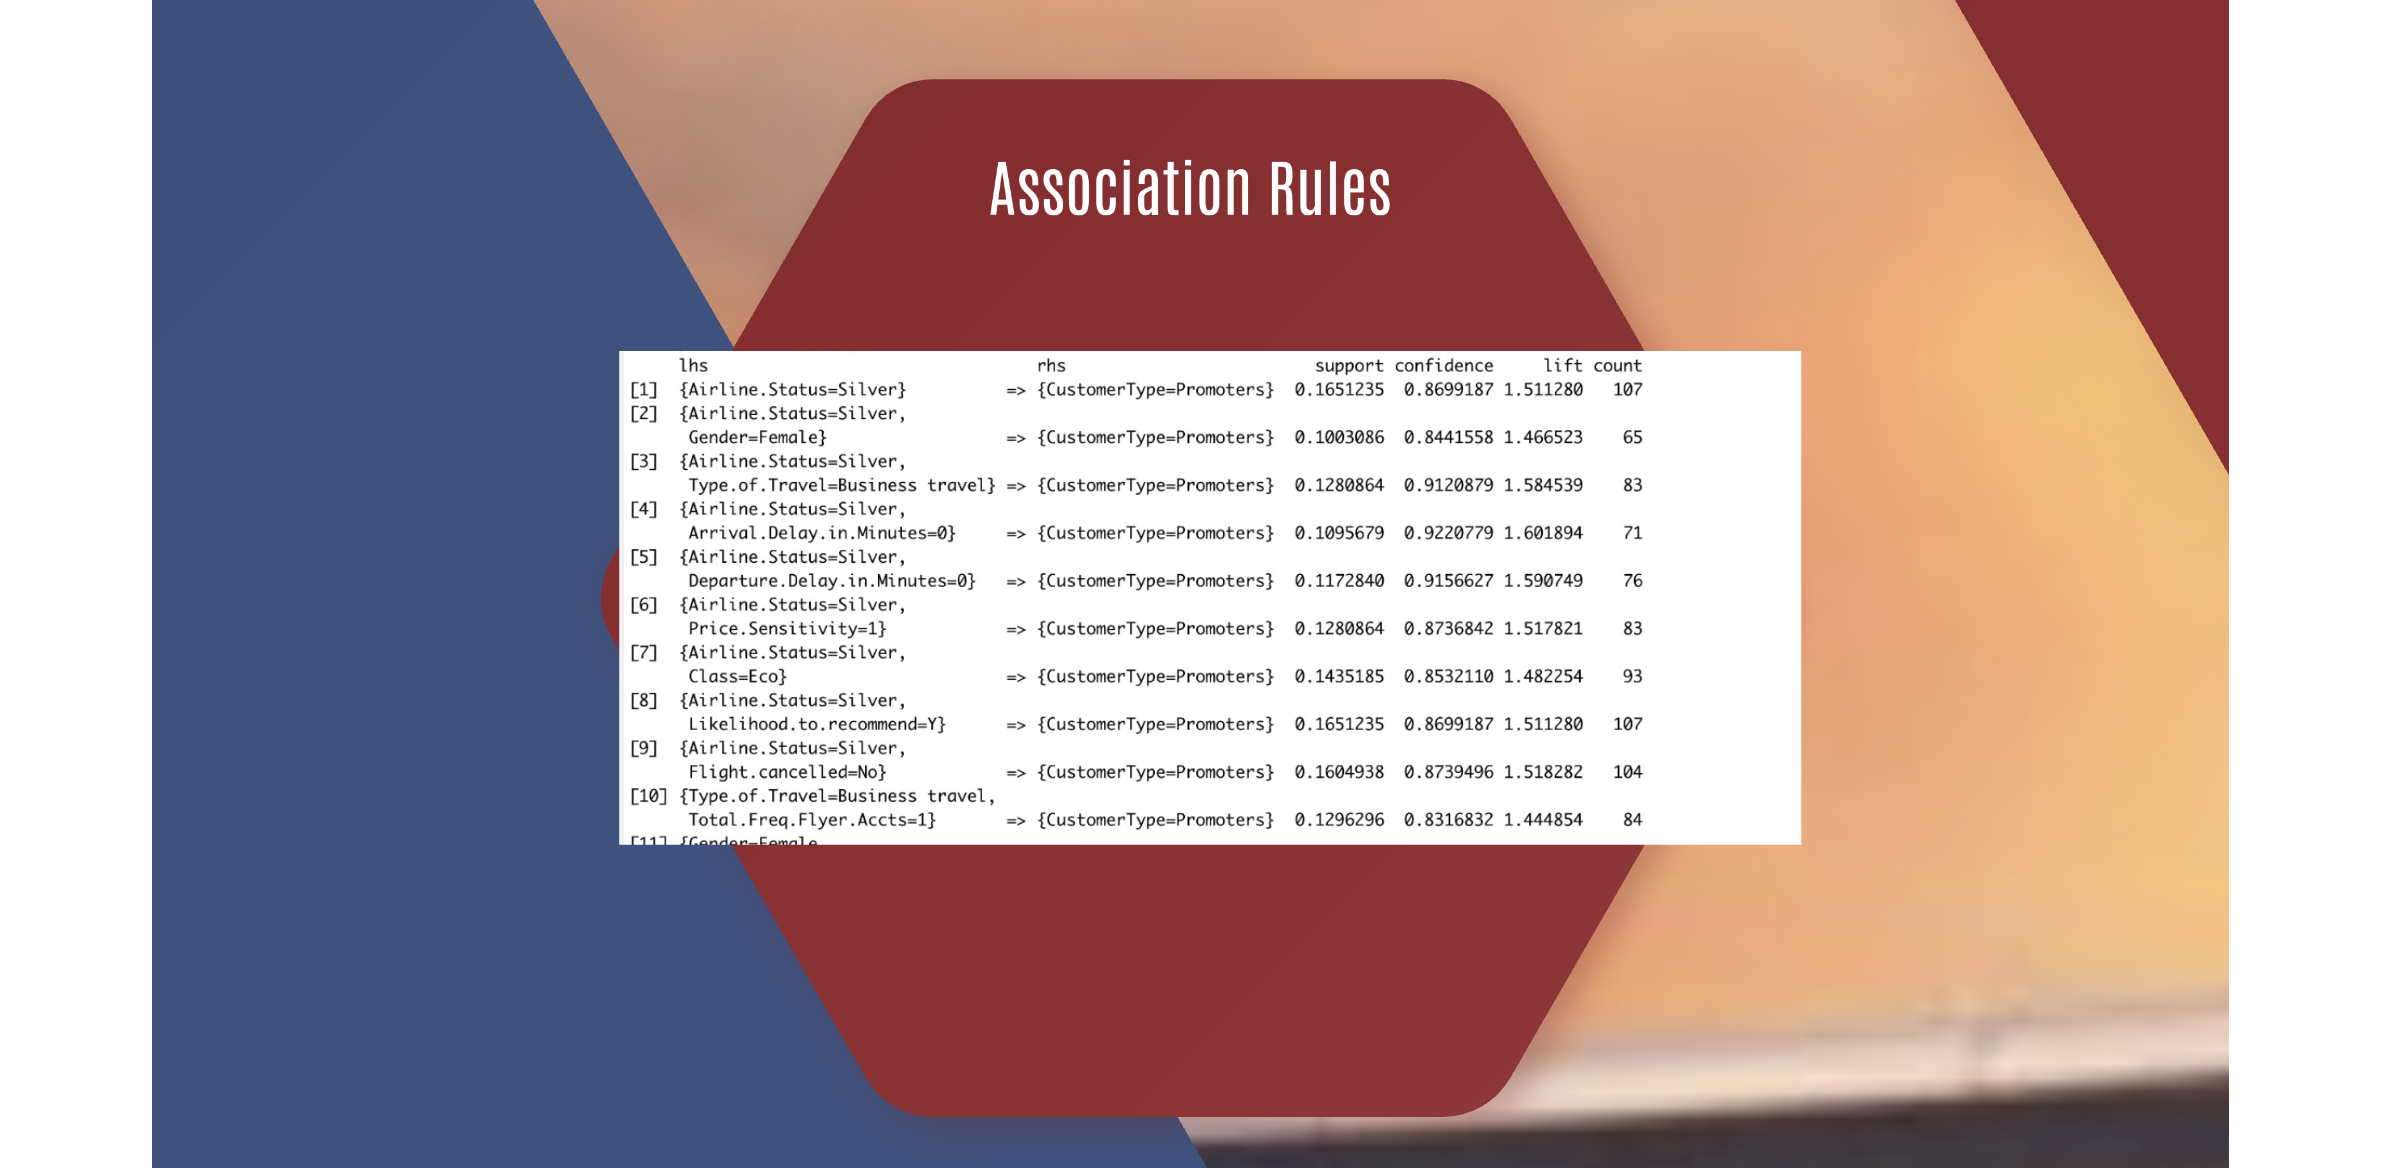 Association Rules
lhs rhs support confidence lift count
[1] {Airline.Status=Silver} => {CustomerType=Promoters} 0.1651235 0.8699187 1.511280 107
[2] {Airline.Status=Silver,
Gender=Female} => {CustomerType=Promoters} 0.1003086 0.8441558 1.466523 65
[3] {Airline.Status=Silver,
Type.of.Travel=Business travel} => {CustomerType=Promoters} 0.1280864 0.9120879 1.584539 83
[4] {Airline.Status=Silver,
Arrival.Delay.in.Minutes=0} => {CustomerType=Promoters} 0.1095679 0.9220779 1.601894 71
[5] {Airline.Status=Silver,
Departure.Delay.in.Minutes=0} => {CustomerType=Promoters} 0.1172840 0.9156627 1.590749 76
[6] {Airline.Status=Silver,
Price.Sensitivity=1} => {CustomerType=Promoters} 0.1280864 0.8736842 1.517821 83
[7] {Airline.Status=Silver,
Class=Eco} => {CustomerType=Promoters} 0.1435185 0.8532110 1.482254 93
[8] {Airline.Status=Silver,
Likelihood.to.recommend=Y} => {CustomerType=Promoters} 0.1651235 0.8699187 1.511280 107
[9] {Airline.Status=Silver,
Flight.cancelled=No} => {CustomerType=Promoters} 0.1604938 0.8739496 1.518282 104
[10] {Type.of.Travel=Business travel,
Total.Freq.Flyer.Accts=1} => {CustomerType=Promoters} 0.1296296 0.8316832 1.444854 84
[11] {Gender=Female